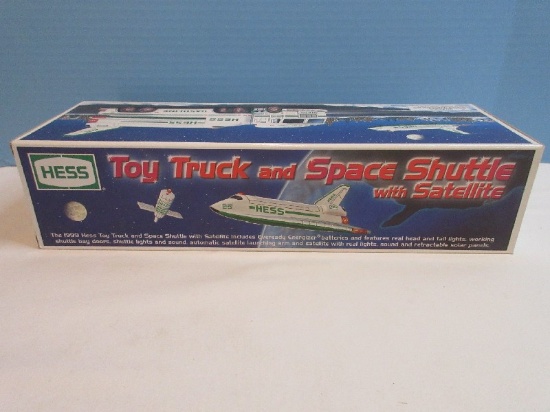 HESS
HESS
HESS
Toy Truck and Space Shuttle
with Satellite
HESS
The 1999 Hess Toy Truck and Space Shuttle with Satellite includes Eveready Energizer® batteries and features real head and tail lights, working
shuttle bay doors, shuttle lights and sound, automatic satellite launching arm and satellite with real lights, sound and retractable solar panels.